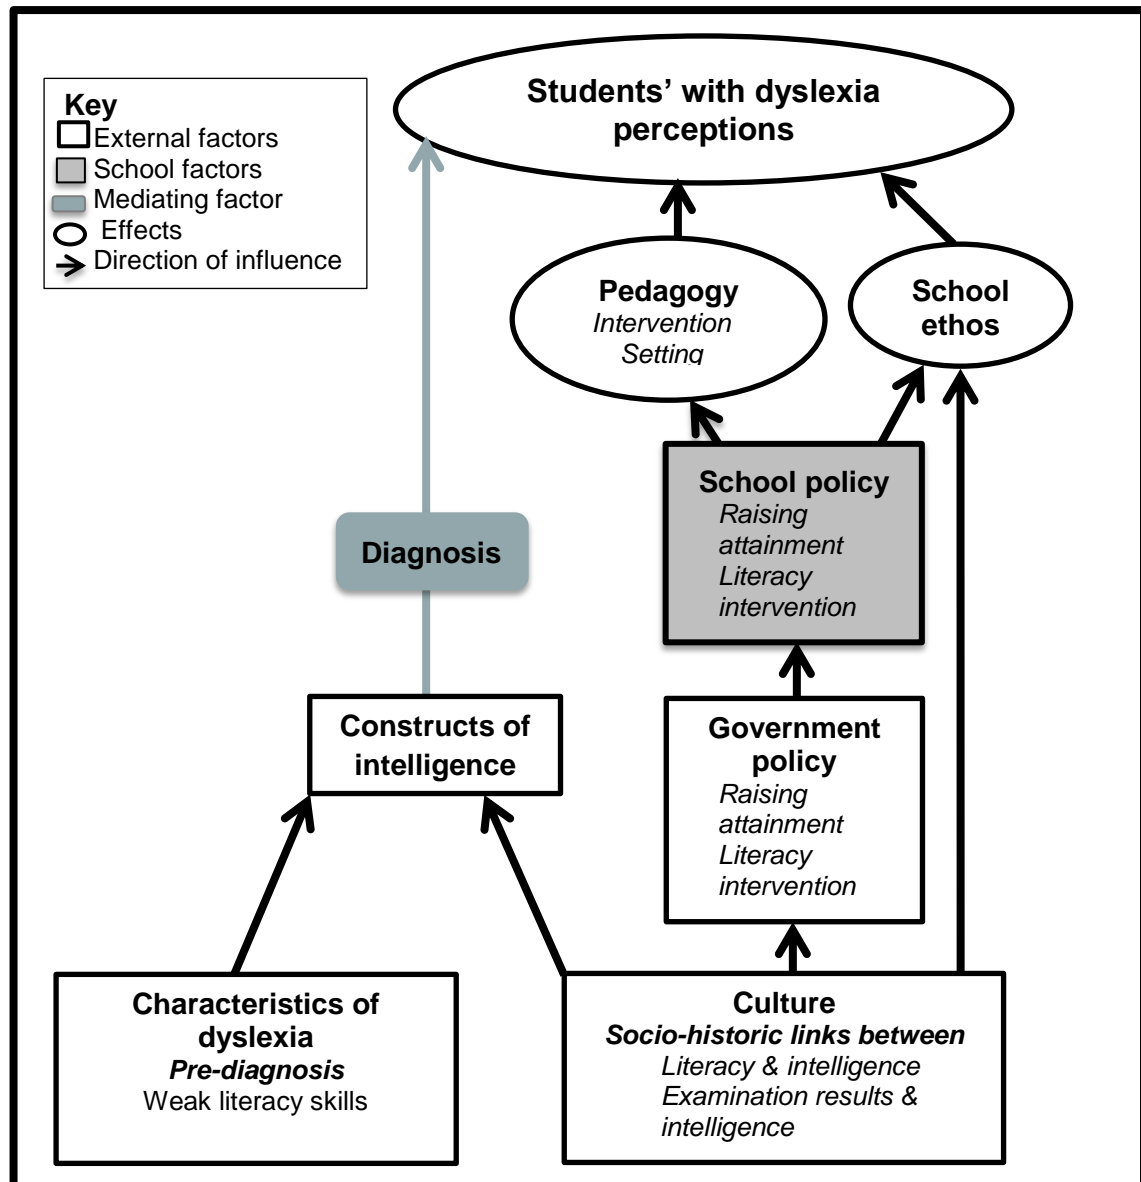 Students’ with dyslexia
perceptions
Key
External factors
School factors
Mediating factor
Effects
Direction of influence
Pedagogy
Intervention
Setting
School
ethos
School policy
Raising
attainment
Literacy
intervention
Diagnosis
Constructs of
intelligence
Government
policy
Raising
attainment
Literacy
intervention
Characteristics of
dyslexia
Pre-diagnosis
Weak literacy skills
Culture
Socio-historic links between
Literacy & intelligence
Examination results &
intelligence